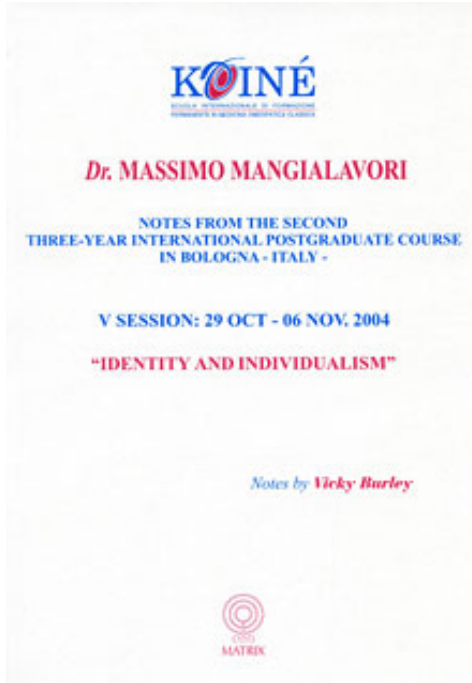 KOINÉ
SCUOLA INTERNAZIONALE DI FORMAZIONE
PERMANENTE IN MEDICINA OMEOPATICA CLASSICA
Dr. MASSIMO MANGIALAVORI
NOTES FROM THE SECOND
THREE-YEAR INTERNATIONAL POSTGRADUATE COURSE
IN BOLOGNA - ITALY -
V SESSION: 29 OCT - 06 NOV. 2004
“IDENTITY AND INDIVIDUALISM”
Notes by Vicky Burley
MATRIX